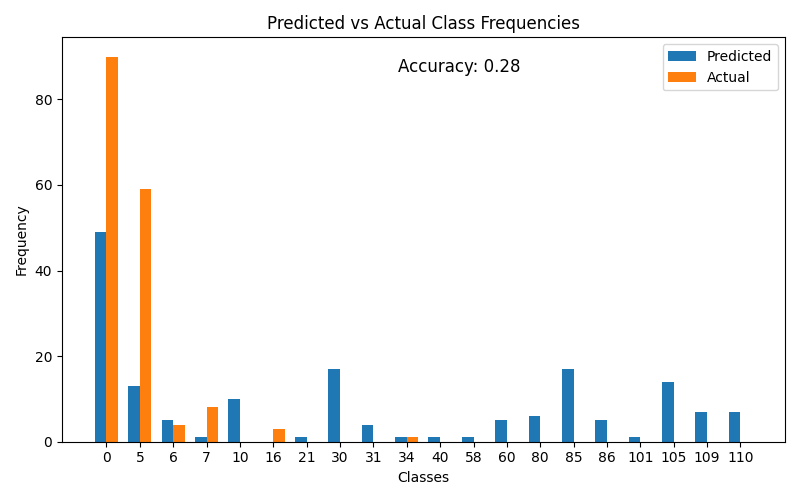 Predicted vs Actual Class Frequencies
Accuracy: 0.28
Predicted
Actual
Frequency
80
60
40
20
0
0 5 6 7 10 16 21 30 31 34 40 58 60 80 85 86 101 105 109 110
Classes